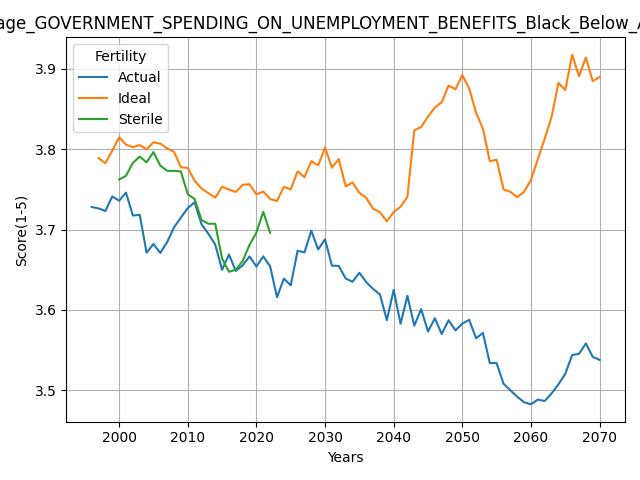 age_GOVERNMENT_SPENDING_ON_UNEMPLOYMENT_BENEFITS_Black_Below_A
Fertility
Actual
Ideal
Sterile
Score(1-5)
3.9
3.8
3.7
3.6
3.5
2000 2010 2020 2030 2040 2050 2060 2070
Years